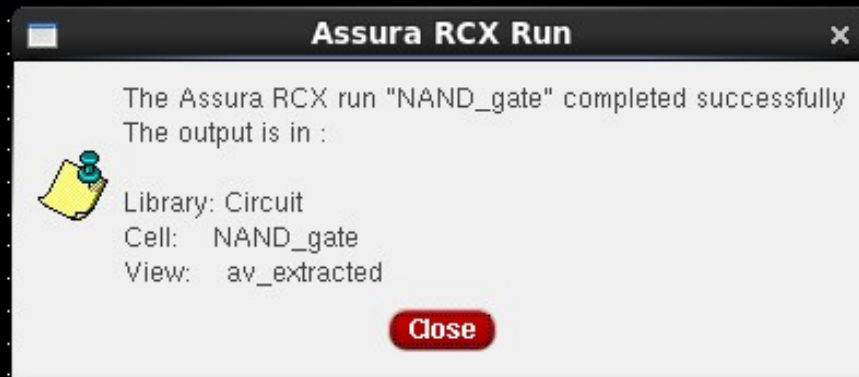 Assura RCX Run
The Assura RCX run "NAND_gate" completed successfully
The output is in :
Library: Circuit
Cell: NAND_gate
View: av_extracted
Close